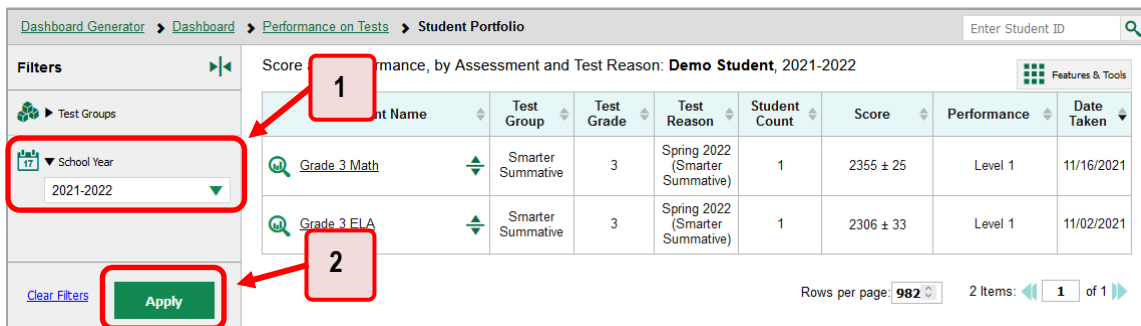 Dashboard Generator Dashboard Performance on Tests Student Portfolio Enter Student ID
Filters
Test Groups
17 School Year
2021-2022
Clear Filters Apply
1
2
Score rmance, by Assessment and Test Reason: Demo Student, 2021-2022
Features & Tools
nt Name Test Group Test Grade Test Reason Student Count Score Performance Date Taken
Grade 3 Math Smarter Summative 3 Spring 2022 (Smarter Summative) 1 2355 ± 25 Level 1 11/16/2021
Grade 3 ELA Smarter Summative 3 Spring 2022 (Smarter Summative) 1 2306 ± 33 Level 1 11/02/2021
Rows per page: 982 2 Items: 1 of 1